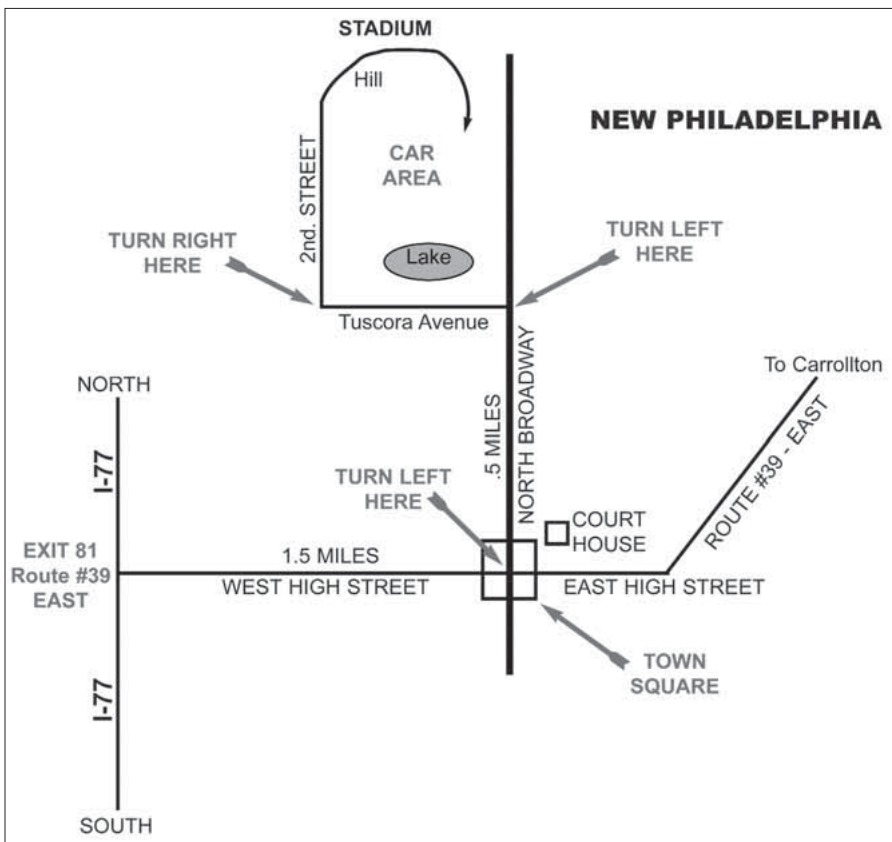 STADIUM
Hill
NEW PHILADELPHIA
CAR
AREA
2nd. STREET
TURN RIGHT
HERE
TURN LEFT
HERE
Lake
Tuscora Avenue
To Carrollton
NORTH
I-77
.5 MILES
NORTH BROADWAY
ROUTE #39 - EAST
TURN LEFT
HERE
COURT
HOUSE
EXIT 81
Route #39
EAST
1.5 MILES
WEST HIGH STREET
EAST HIGH STREET
TOWN
SQUARE
I-77
SOUTH